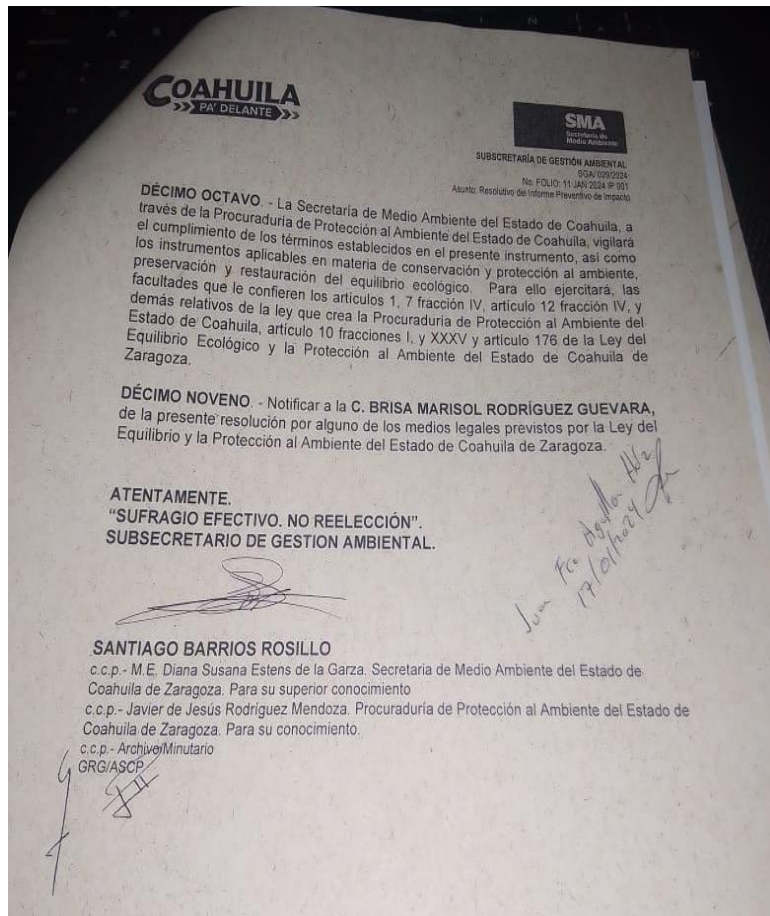 COAHUILA
PA' DELANTE
SMA
Secretaría de
Medio Ambiente
SUBSCRETARÍA DE GESTIÓN AMBIENTAL
SGA/ 029/2024
No. FOLIO: 11 JAN 2024 IP 001
Asunto: Resolutivo del Informe Preventivo de Impacto
DÉCIMO OCTAVO. - La Secretaría de Medio Ambiente del Estado de Coahuila, a
través de la Procuraduría de Protección al Ambiente del Estado de Coahuila, vigilará
el cumplimiento de los términos establecidos en el presente instrumento, así como
los instrumentos aplicables en materia de conservación y protección al ambiente,
preservación y restauración del equilibrio ecológico. Para ello ejercitará, las
facultades que le confieren los artículos 1, 7 fracción IV, artículo 12 fracción IV, y
demás relativos de la ley que crea la Procuraduría de Protección al Ambiente del
Estado de Coahuila, artículo 10 fracciones I, y XXXV y artículo 176 de la Ley del
Equilibrio Ecológico y la Protección al Ambiente del Estado de Coahuila de
Zaragoza.
DÉCIMO NOVENO. - Notificar a la C. BRISA MARISOL RODRÍGUEZ GUEVARA,
de la presente resolución por alguno de los medios legales previstos por la Ley del
Equilibrio y la Protección al Ambiente del Estado de Coahuila de Zaragoza.
ATENTAMENTE.
"SUFRAGIO EFECTIVO. NO REELECCIÓN".
SUBSECRETARIO DE GESTION AMBIENTAL.
Juan Fco
17/01/2024
SANTIAGO BARRIOS ROSILLO
c.c.p.- M.E. Diana Susana Estens de la Garza. Secretaria de Medio Ambiente del Estado de
Coahuila de Zaragoza. Para su superior conocimiento
c.c.p.- Javier de Jesús Rodríguez Mendoza. Procuraduría de Protección al Ambiente del Estado de
Coahuila de Zaragoza. Para su conocimiento.
c.c.p.- Archivo/Minutario
GRG/ASCP